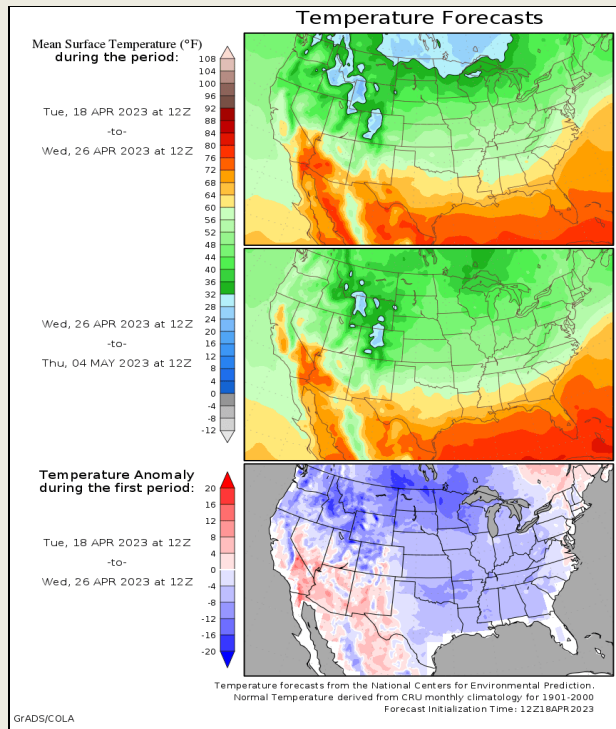 Temperature Forecasts
Mean Surface Temperature (°F)
during the period:
108
104
100
96
92
88
84
80
76
72
68
64
60
56
52
48
44
40
36
32
28
24
20
16
12
8
4
0
-4
-8
-12
Tue, 18 APR 2023 at 12Z
-to-
Wed, 26 APR 2023 at 12Z
Wed, 26 APR 2023 at 12Z
-to-
Thu, 04 MAY 2023 at 12Z
Temperature Anomaly
during the first period:
20
16
12
8
4
0
-4
-8
-12
-16
-20
Tue, 18 APR 2023 at 12Z
-to-
Wed, 26 APR 2023 at 12Z
Temperature forecasts from the National Centers for Environmental Prediction.
Normal Temperature derived from CRU monthly climatology for 1901-2000
Forecast Initialization Time: 12Z18APR2023
GrADS/COLA